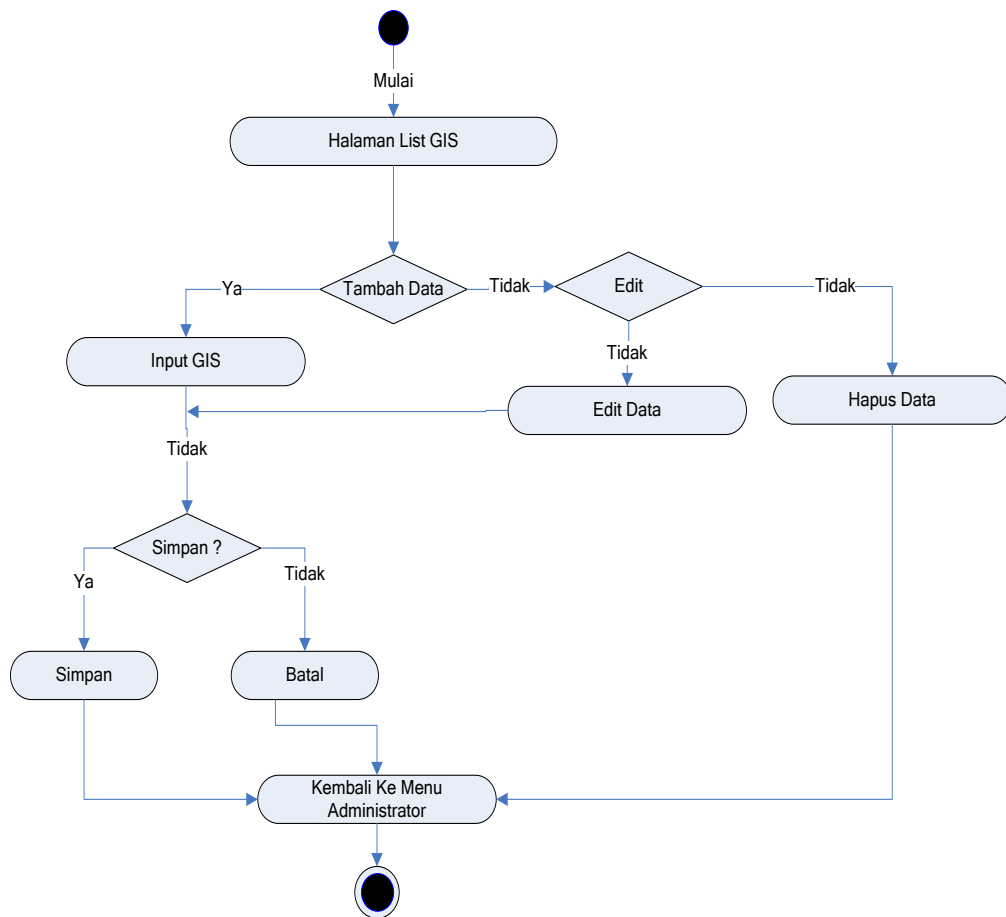 Mulai
Halaman List GIS
Tambah Data
Ya
Tidak
Edit
Tidak
Tidak
Input GIS
Edit Data
Hapus Data
Tidak
Simpan ?
Ya
Tidak
Simpan
Batal
Kembali Ke Menu
Administrator